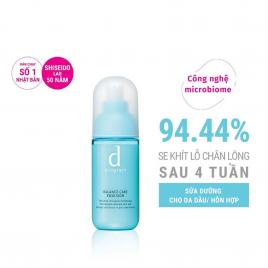 BÁN CHẠY
SỐ 1
NHẬT BẢN
SHISEIDO
LAB
50 NĂM
Công nghệ
microbiome
94.44%
SE KHÍT LỖ CHÂN LÔNG
SAU 4 TUẦN
SỮA DƯỠNG
CHO DA DẦU/ HỖN HỢP
d
program
BALANCE CARE
EMULSION